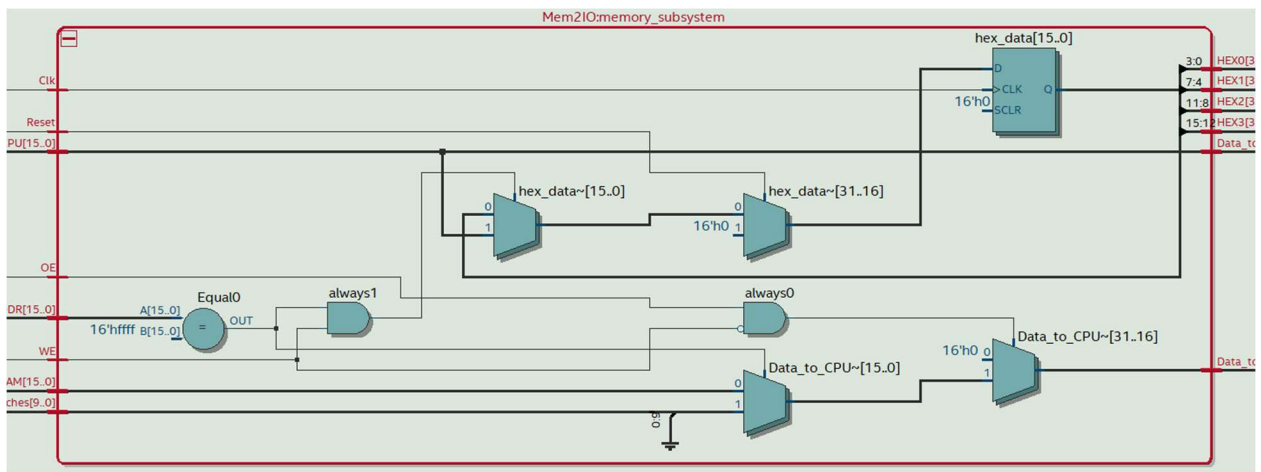 Mem2IO:memory_subsystem
hex_data[15..0]
Clk
D
CLK
Q
16'h0
SCLR
3:0
HEX0[3
7:4
HEX1[3
11:8
HEX2[3
15:12
HEX3[3
Reset
PU[15..0]
Data_to
hex_data~[15..0]
0
1
hex_data~[31..16]
0
16'h0
1
OE
DR[15..0]
Equal0
A[15..0]
16'hffff
B[15..0]
=
OUT
always1
always0
WE
Data_to_CPU~[31..16]
16'h0
0
1
Data_to
Data_to_CPU~[15..0]
AM[15..0]
0
ches[9..0]
1